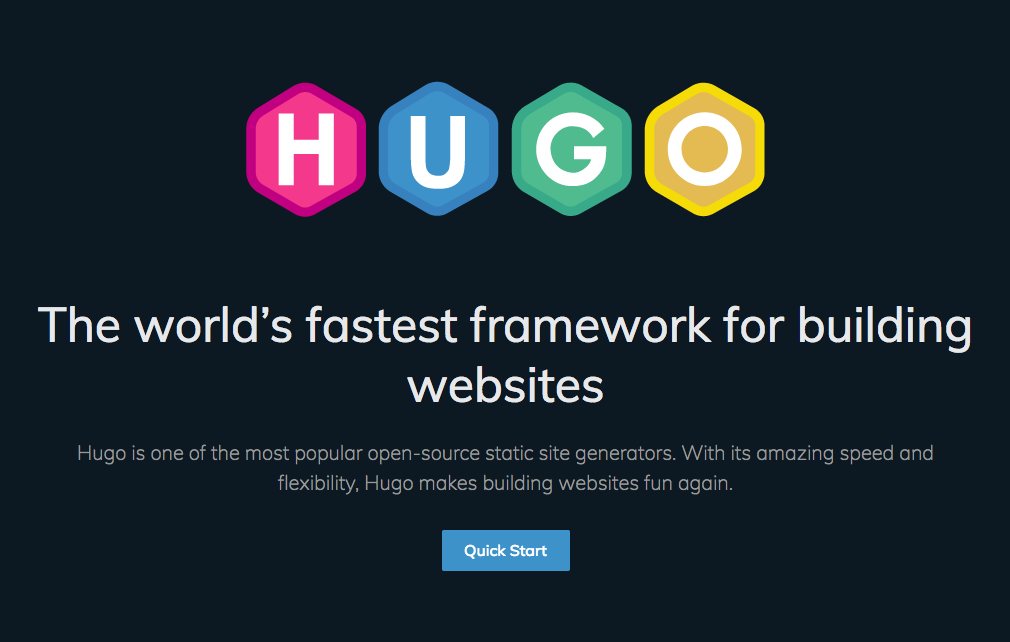 HUGO
The world’s fastest framework for building
websites
Hugo is one of the most popular open-source static site generators. With its amazing speed and
flexibility, Hugo makes building websites fun again.
Quick Start